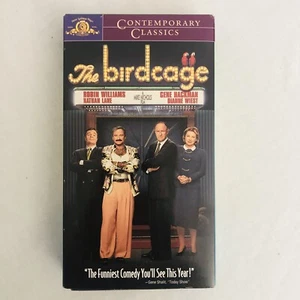 CONTEMPORARY
CLASSICS
The birdcage
ROBIN WILLIAMS
NATHAN LANE
GENE HACKMAN
DIANNE WIEST
"The Funniest Comedy You'll See This Year!"